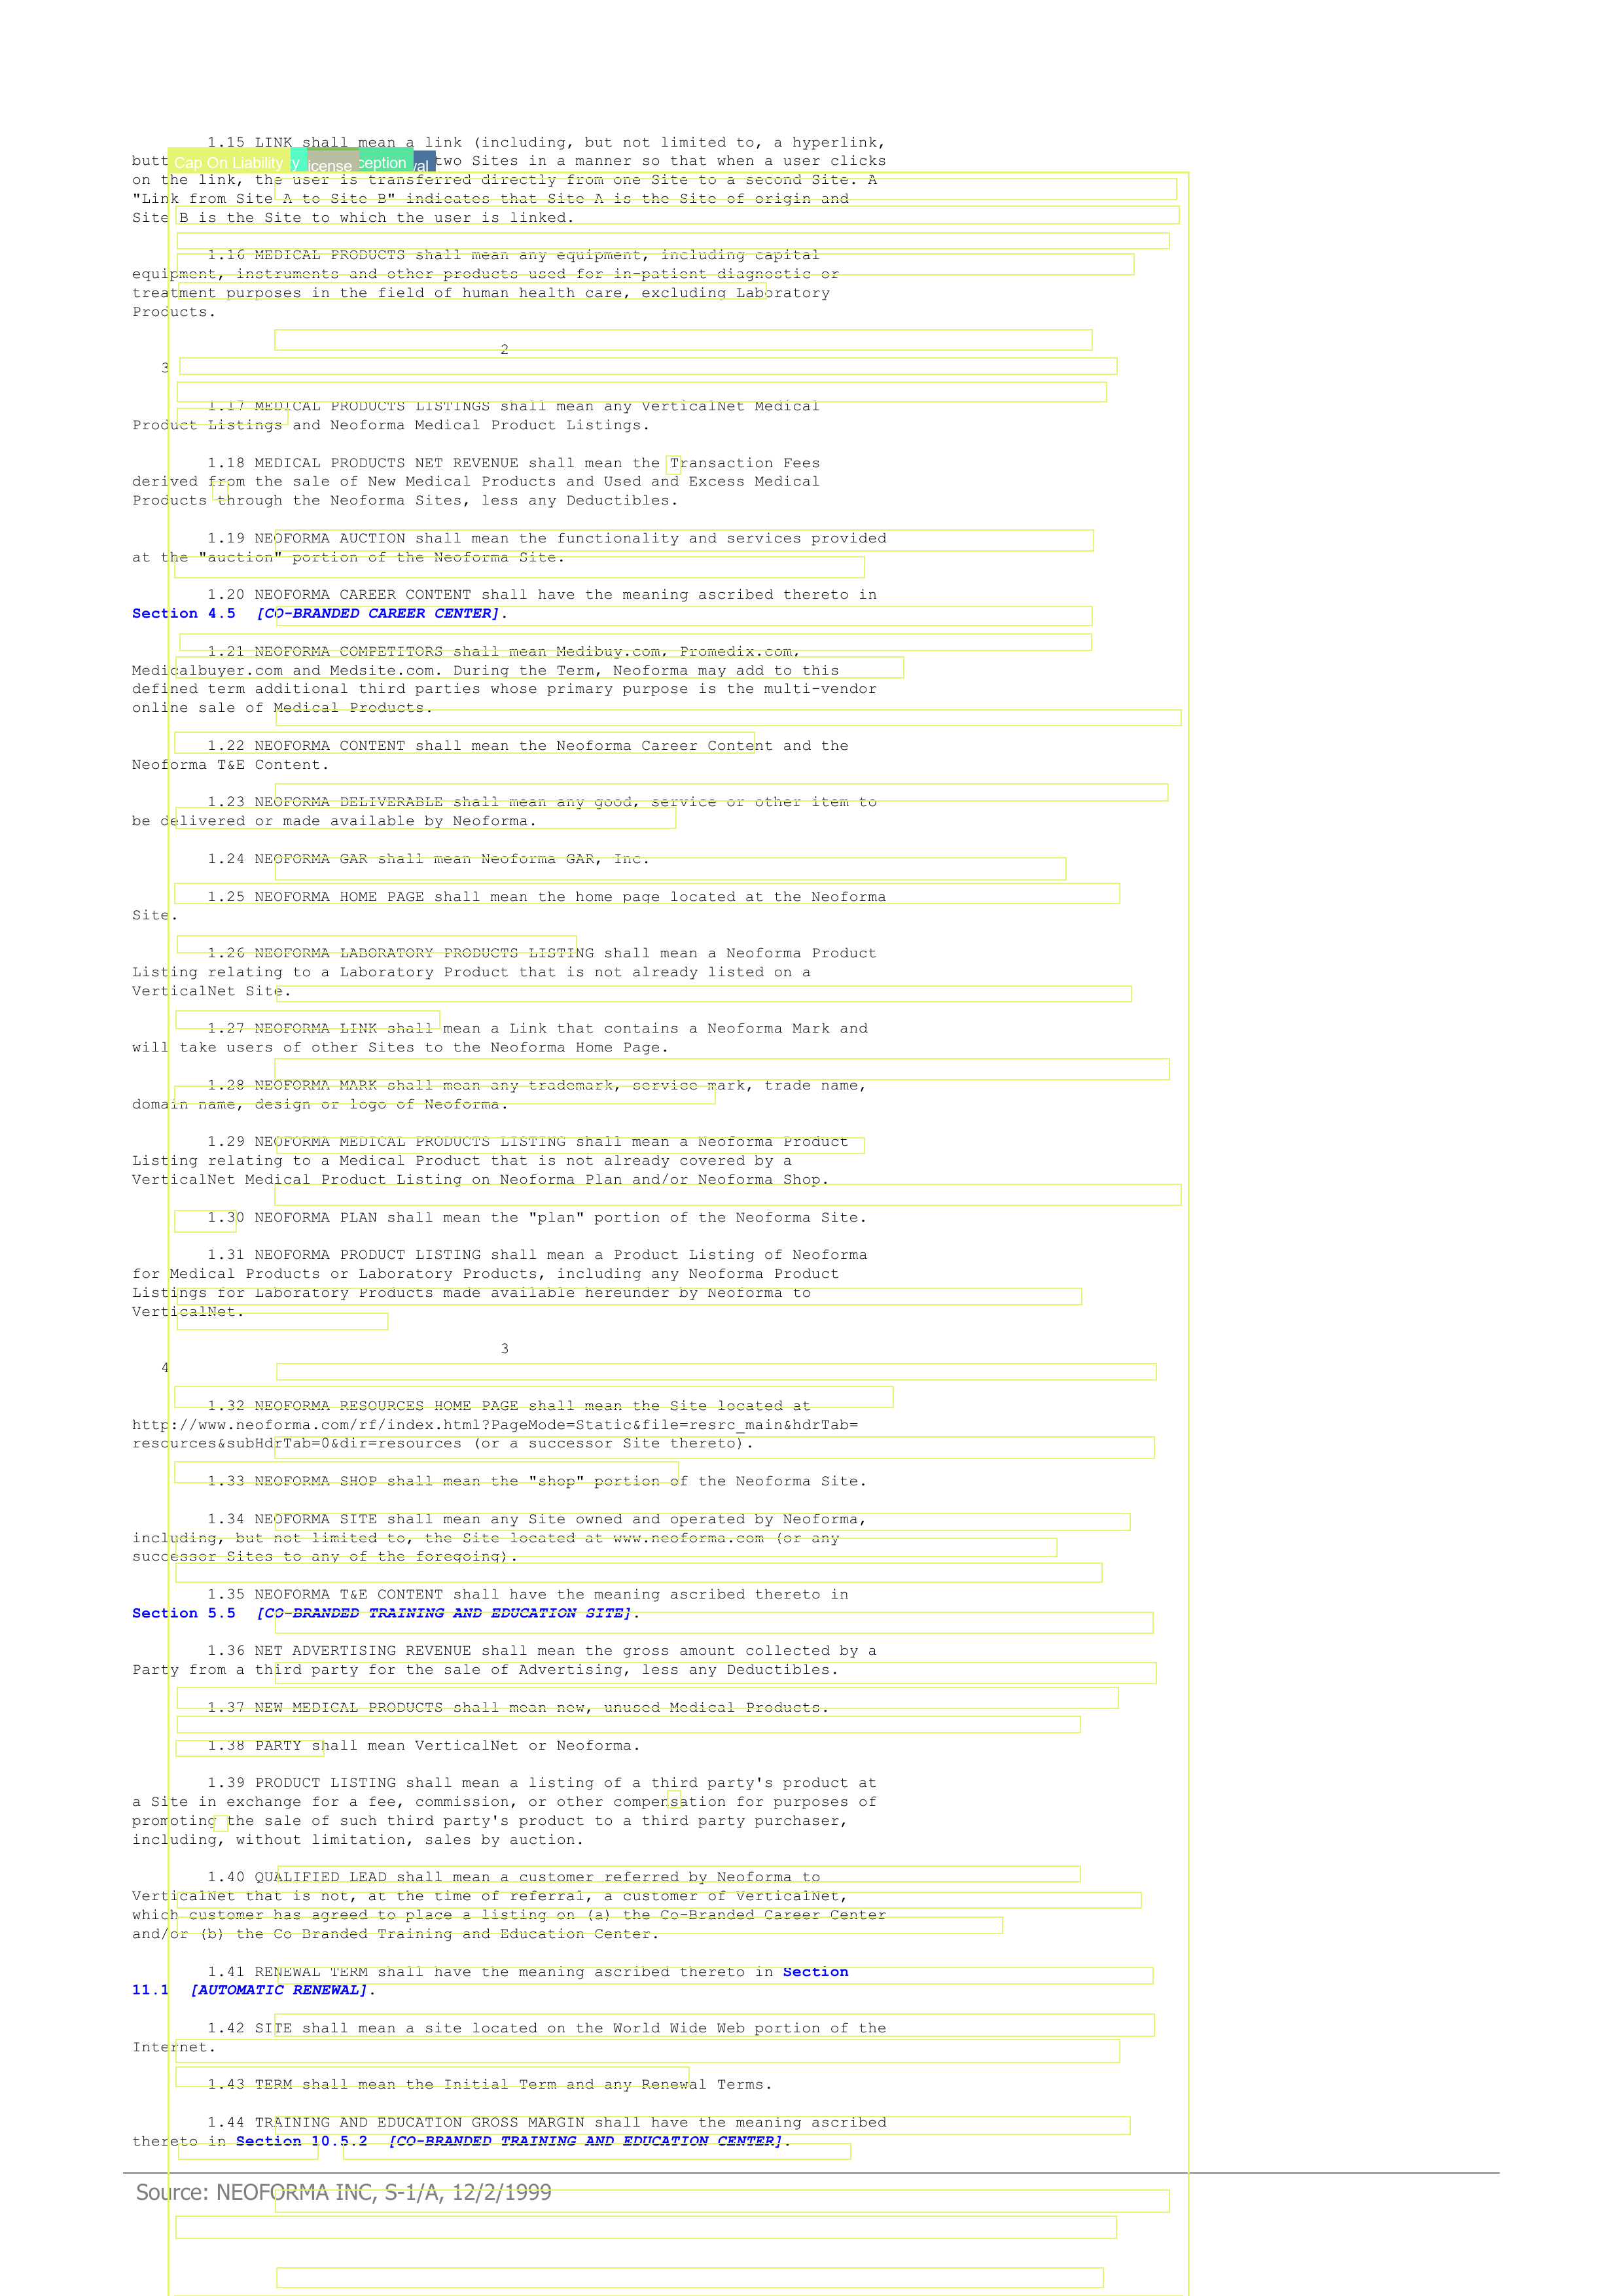 1.15 LINK shall mean a link (including, but not limited to, a hyperlink,
butt two Sites in a manner so that when a user clicks
Cap On Liability ty icense ception val
on the link, the user is transferred directly from one Site to a second Site. A
"Link from Site A to Site B" indicates that Site A is the Site of origin and
Site B is the Site to which the user is linked.
1.16 MEDICAL PRODUCTS shall mean any equipment, including capital
equipment, instruments and other products used for in-patient diagnostic or
treatment purposes in the field of human health care, excluding Laboratory
Products.
2
3
1.17 MEDICAL PRODUCTS LISTINGS shall mean any VerticalNet Medical
Product Listings and Neoforma Medical Product Listings.
1.18 MEDICAL PRODUCTS NET REVENUE shall mean the Transaction Fees
derived from the sale of New Medical Products and Used and Excess Medical
Products through the Neoforma Sites, less any Deductibles.
1.19 NEOFORMA AUCTION shall mean the functionality and services provided
at the "auction" portion of the Neoforma Site.
1.20 NEOFORMA CAREER CONTENT shall have the meaning ascribed thereto in
Section 4.5 [CO-BRANDED CAREER CENTER].
1.21 NEOFORMA COMPETITORS shall mean Medibuy.com, Promedix.com,
Medicalbuyer.com and Medsite.com. During the Term, Neoforma may add to this
defined term additional third parties whose primary purpose is the multi-vendor
online sale of Medical Products.
1.22 NEOFORMA CONTENT shall mean the Neoforma Career Content and the
Neoforma T&E Content.
1.23 NEOFORMA DELIVERABLE shall mean any good, service or other item to
be delivered or made available by Neoforma.
1.24 NEOFORMA GAR shall mean Neoforma GAR, Inc.
1.25 NEOFORMA HOME PAGE shall mean the home page located at the Neoforma
Site.
1.26 NEOFORMA LABORATORY PRODUCTS LISTING shall mean a Neoforma Product
Listing relating to a Laboratory Product that is not already listed on a
VerticalNet Site.
1.27 NEOFORMA LINK shall mean a Link that contains a Neoforma Mark and
will take users of other Sites to the Neoforma Home Page.
1.28 NEOFORMA MARK shall mean any trademark, service mark, trade name,
domain name, design or logo of Neoforma.
1.29 NEOFORMA MEDICAL PRODUCTS LISTING shall mean a Neoforma Product
Listing relating to a Medical Product that is not already covered by a
VerticalNet Medical Product Listing on Neoforma Plan and/or Neoforma Shop.
1.30 NEOFORMA PLAN shall mean the "plan" portion of the Neoforma Site.
1.31 NEOFORMA PRODUCT LISTING shall mean a Product Listing of Neoforma
for Medical Products or Laboratory Products, including any Neoforma Product
Listings for Laboratory Products made available hereunder by Neoforma to
VerticalNet.
3
4
1.32 NEOFORMA RESOURCES HOME PAGE shall mean the Site located at
http://www.neoforma.com/rf/index.html?PageMode=Static&file=resrc_main&hdrTab=
resources&subHdrTab=0&dir=resources (or a successor Site thereto).
1.33 NEOFORMA SHOP shall mean the "shop" portion of the Neoforma Site.
1.34 NEOFORMA SITE shall mean any Site owned and operated by Neoforma,
including, but not limited to, the Site located at www.neoforma.com (or any
successor Sites to any of the foregoing).
1.35 NEOFORMA T&E CONTENT shall have the meaning ascribed thereto in
Section 5.5 [CO-BRANDED TRAINING AND EDUCATION SITE].
1.36 NET ADVERTISING REVENUE shall mean the gross amount collected by a
Party from a third party for the sale of Advertising, less any Deductibles.
1.37 NEW MEDICAL PRODUCTS shall mean new, unused Medical Products.
1.38 PARTY shall mean VerticalNet or Neoforma.
1.39 PRODUCT LISTING shall mean a listing of a third party's product at
a Site in exchange for a fee, commission, or other compensation for purposes of
promoting the sale of such third party's product to a third party purchaser,
including, without limitation, sales by auction.
1.40 QUALIFIED LEAD shall mean a customer referred by Neoforma to
VerticalNet that is not, at the time of referral, a customer of VerticalNet,
which customer has agreed to place a listing on (a) the Co-Branded Career Center
and/or (b) the Co Branded Training and Education Center.
1.41 RENEWAL TERM shall have the meaning ascribed thereto in Section
11.1 [AUTOMATIC RENEWAL].
1.42 SITE shall mean a site located on the World Wide Web portion of the
Internet.
1.43 TERM shall mean the Initial Term and any Renewal Terms.
1.44 TRAINING AND EDUCATION GROSS MARGIN shall have the meaning ascribed
thereto in Section 10.5.2 [CO-BRANDED TRAINING AND EDUCATION CENTER].
Source: NEOFORMA INC, S-1/A, 12/2/1999